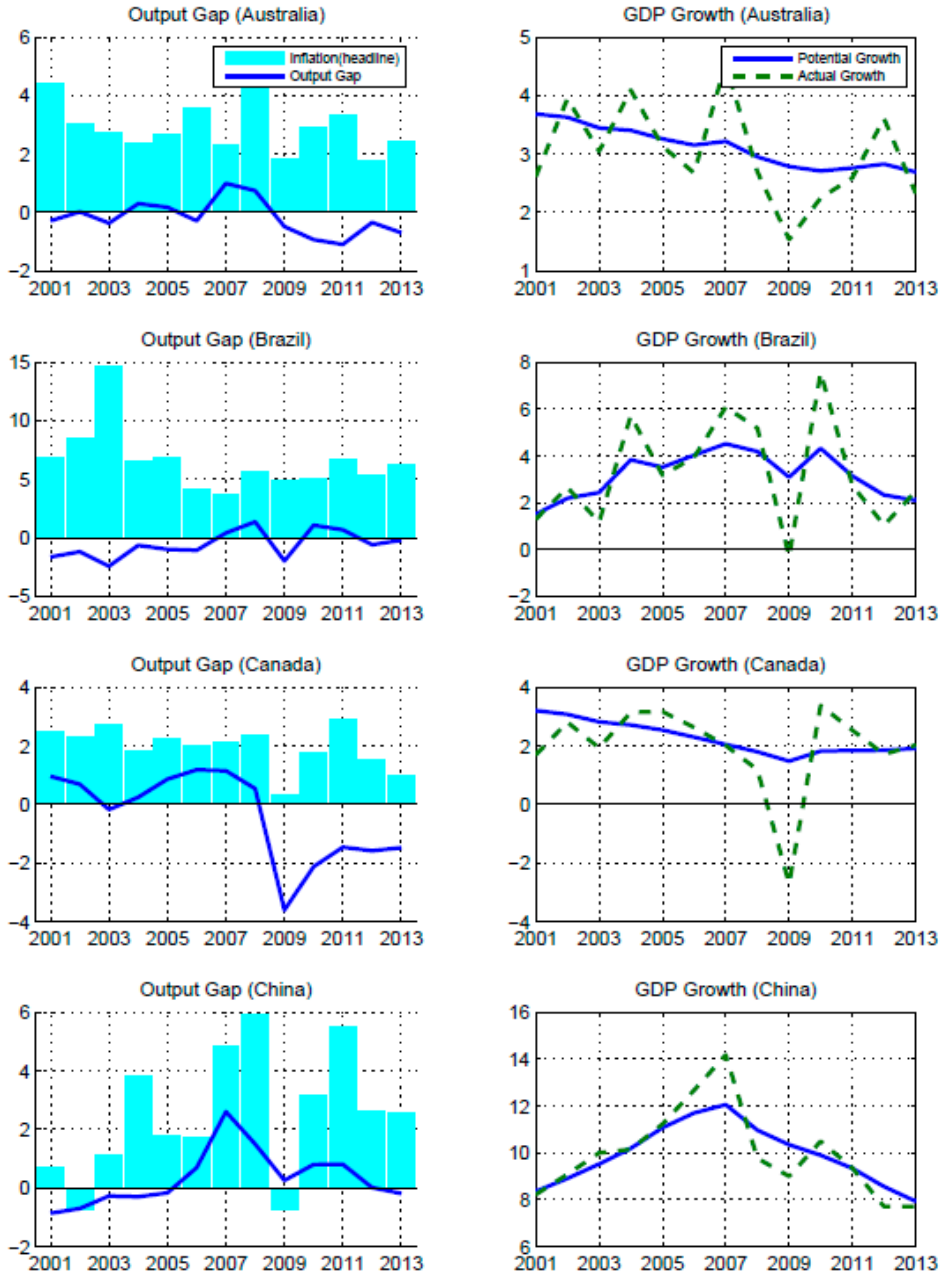 Output Gap (Australia)
6
4
2
0
−2
Inflation(headline)
Output Gap
2001 2003 2005 2007 2009 2011 2013
GDP Growth (Australia)
5
4
3
2
1
Potential Growth
Actual Growth
2001 2003 2005 2007 2009 2011 2013
Output Gap (Brazil)
15
10
5
0
−5
2001 2003 2005 2007 2009 2011 2013
GDP Growth (Brazil)
8
6
4
2
0
−2
2001 2003 2005 2007 2009 2011 2013
Output Gap (Canada)
4
2
0
−2
−4
2001 2003 2005 2007 2009 2011 2013
GDP Growth (Canada)
4
2
0
−2
−4
2001 2003 2005 2007 2009 2011 2013
Output Gap (China)
6
4
2
0
−2
2001 2003 2005 2007 2009 2011 2013
GDP Growth (China)
16
14
12
10
8
6
2001 2003 2005 2007 2009 2011 2013